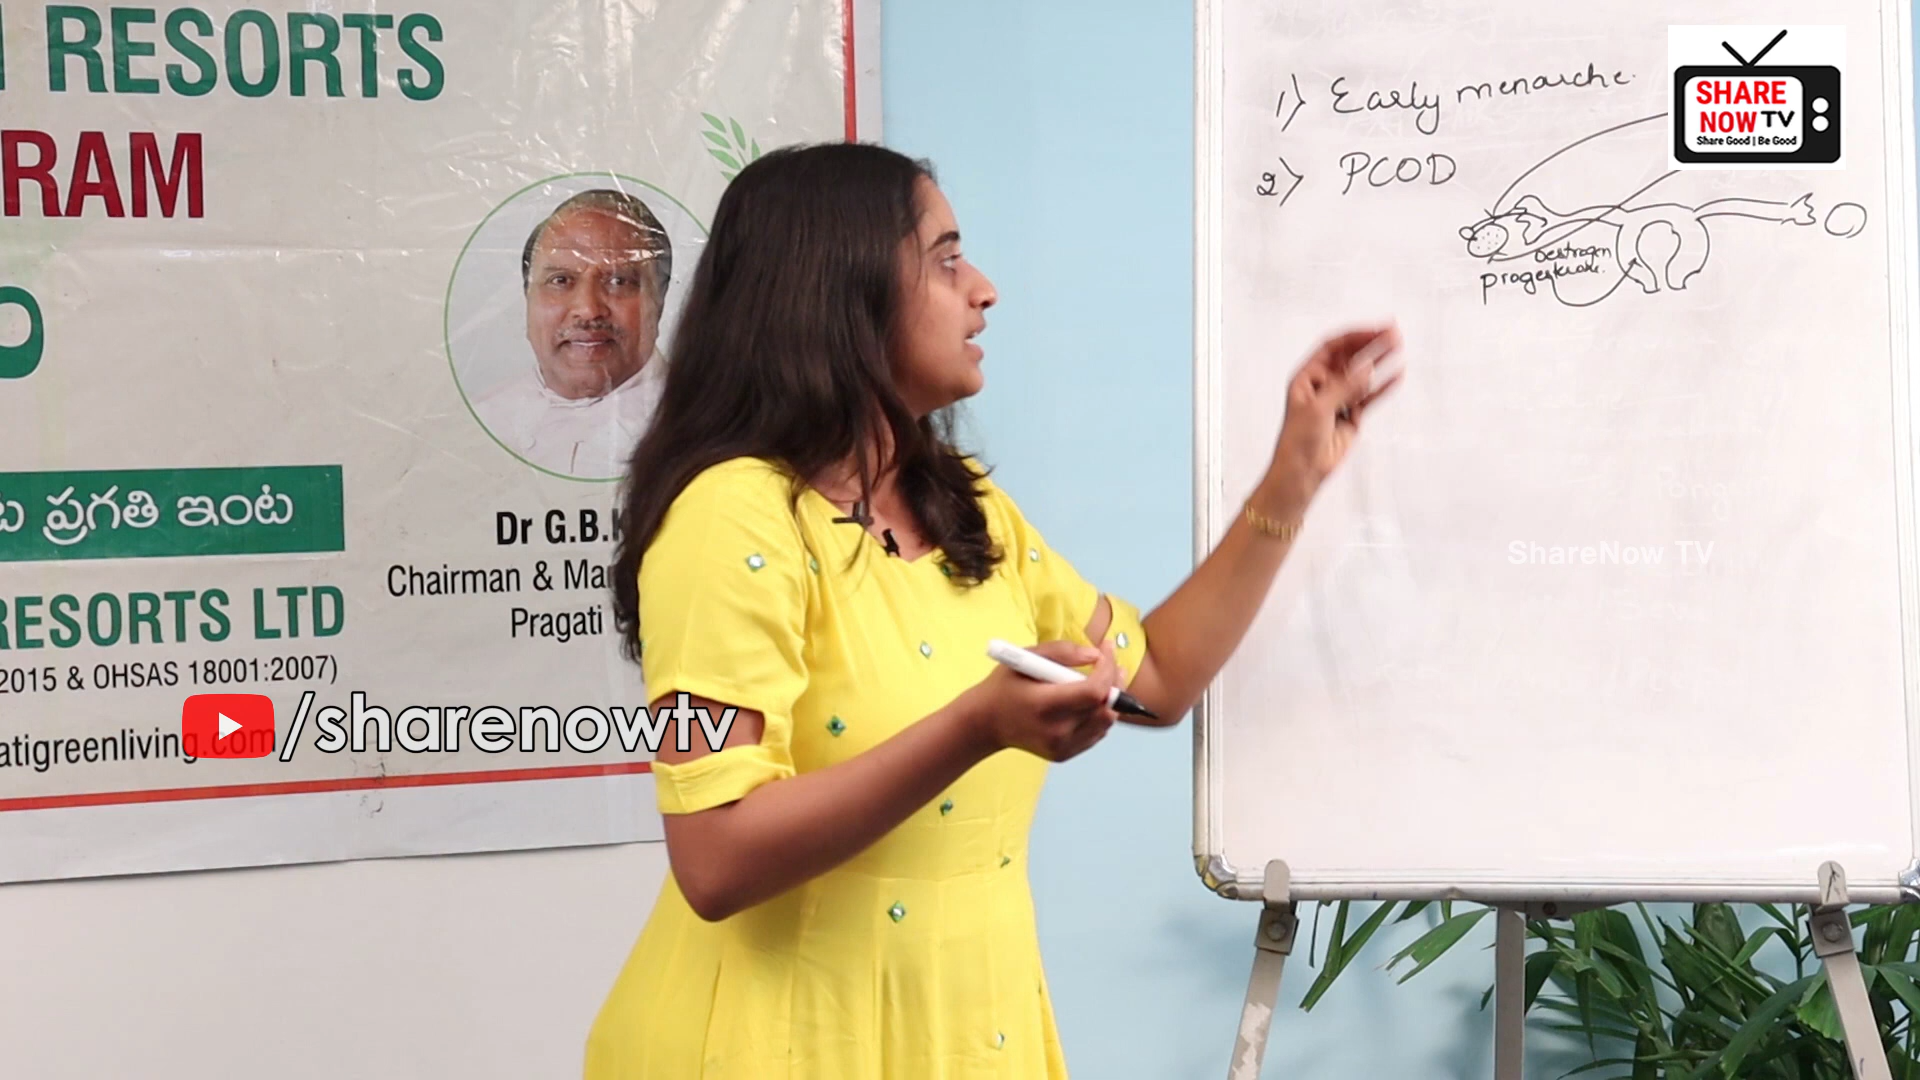 RESORTS
RAM
ప్రగతి ఇంట
RESORTS LTD
2015 & OHSAS 18001:2007)
atigreenliving.com
Dr G.B.K
Chairman & Ma
Pragati
/sharenowtv
1) Early menarche.
2) PCOD
oestrogen
progesterone.
SHARE
NOW TV
Share Good | Be Good
ShareNow TV